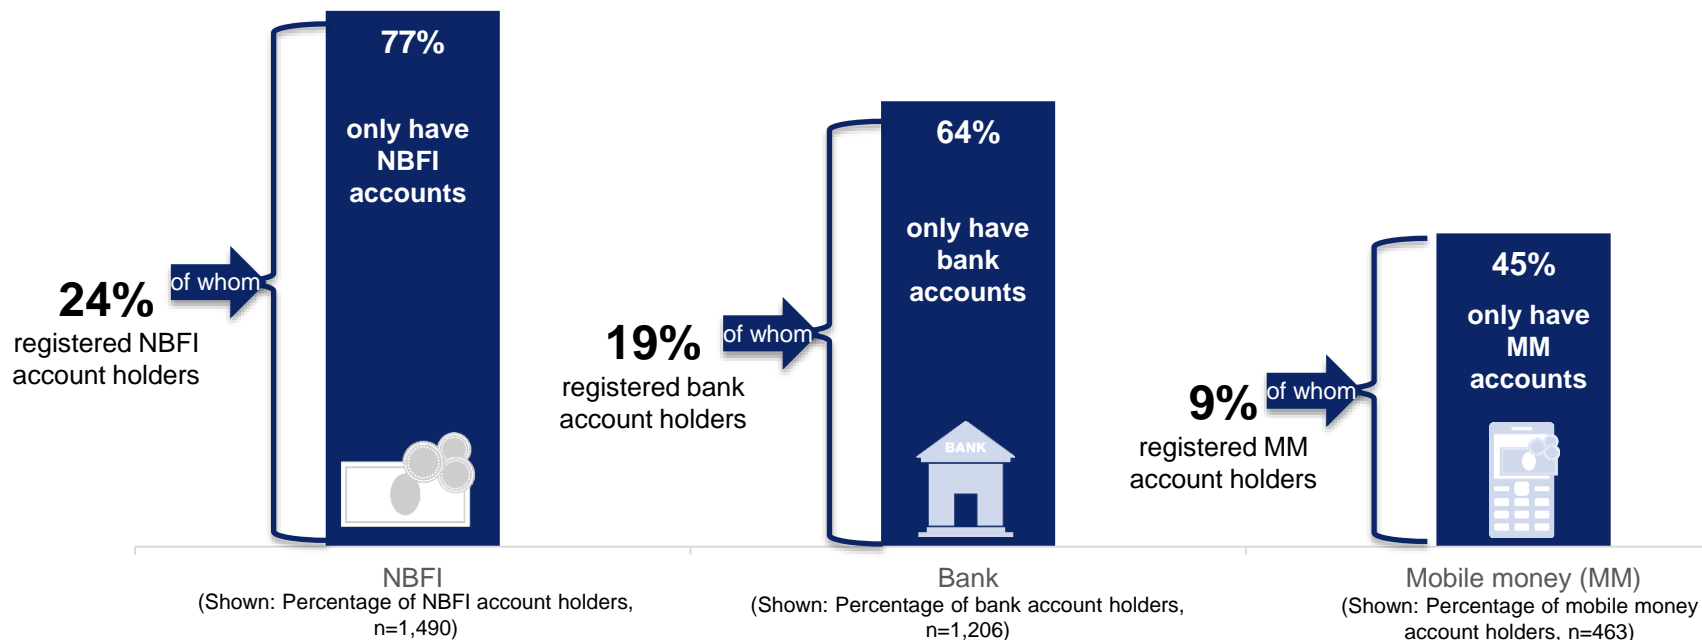 77%
only have
NBFI
accounts
of whom
24%
registered NBFI
account holders
64%
only have
bank
accounts
BANK
of whom
19%
registered bank
account holders
45%
only have
MM
accounts
of whom
9%
registered MM
account holders
NBFI
(Shown: Percentage of NBFI account holders,
n=1,490)
Bank
(Shown: Percentage of bank account holders,
n=1,206)
Mobile money (MM)
(Shown: Percentage of mobile money
account holders, n=463)